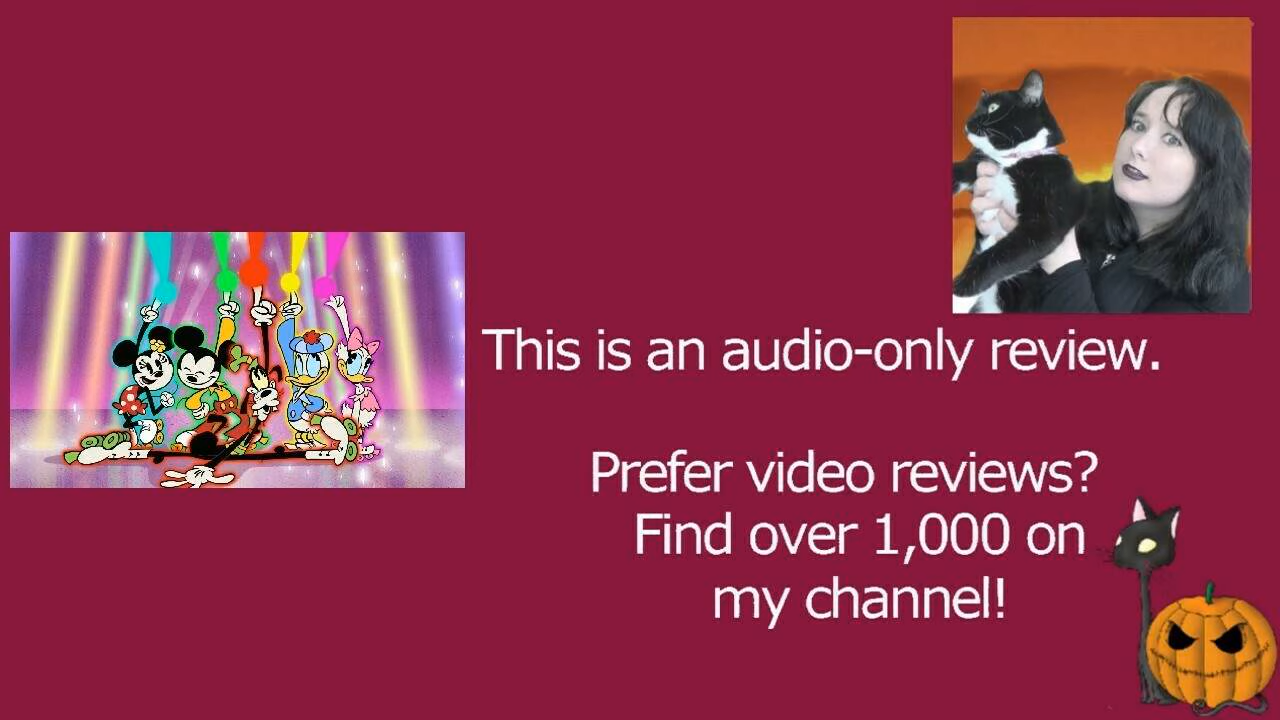 This is an audio-only review.
Prefer video reviews?
Find over 1,000 on
my channel!